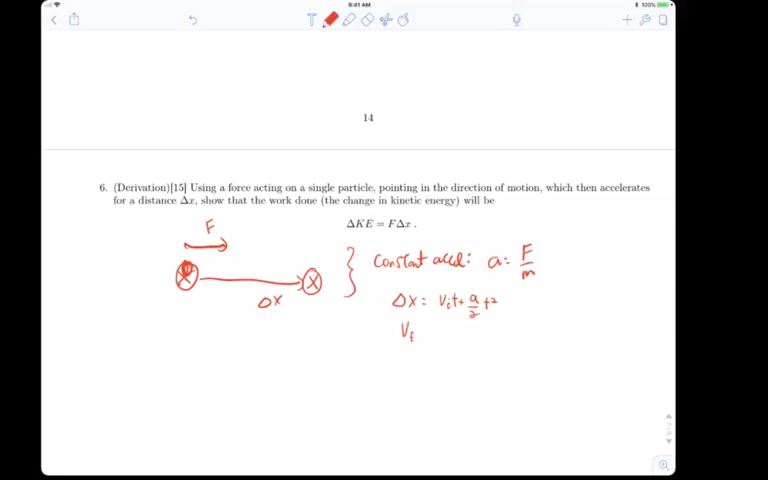 9:41 AM
100%
14
6. (Derivation)[15] Using a force acting on a single particle, pointing in the direction of motion, which then accelerates
for a distance Δx, show that the work done (the change in kinetic energy) will be
ΔKE = FΔx .
F
X X
Δx
constant accel: a = F/m
Δx = Vᵢt + a/2 t²
V_f